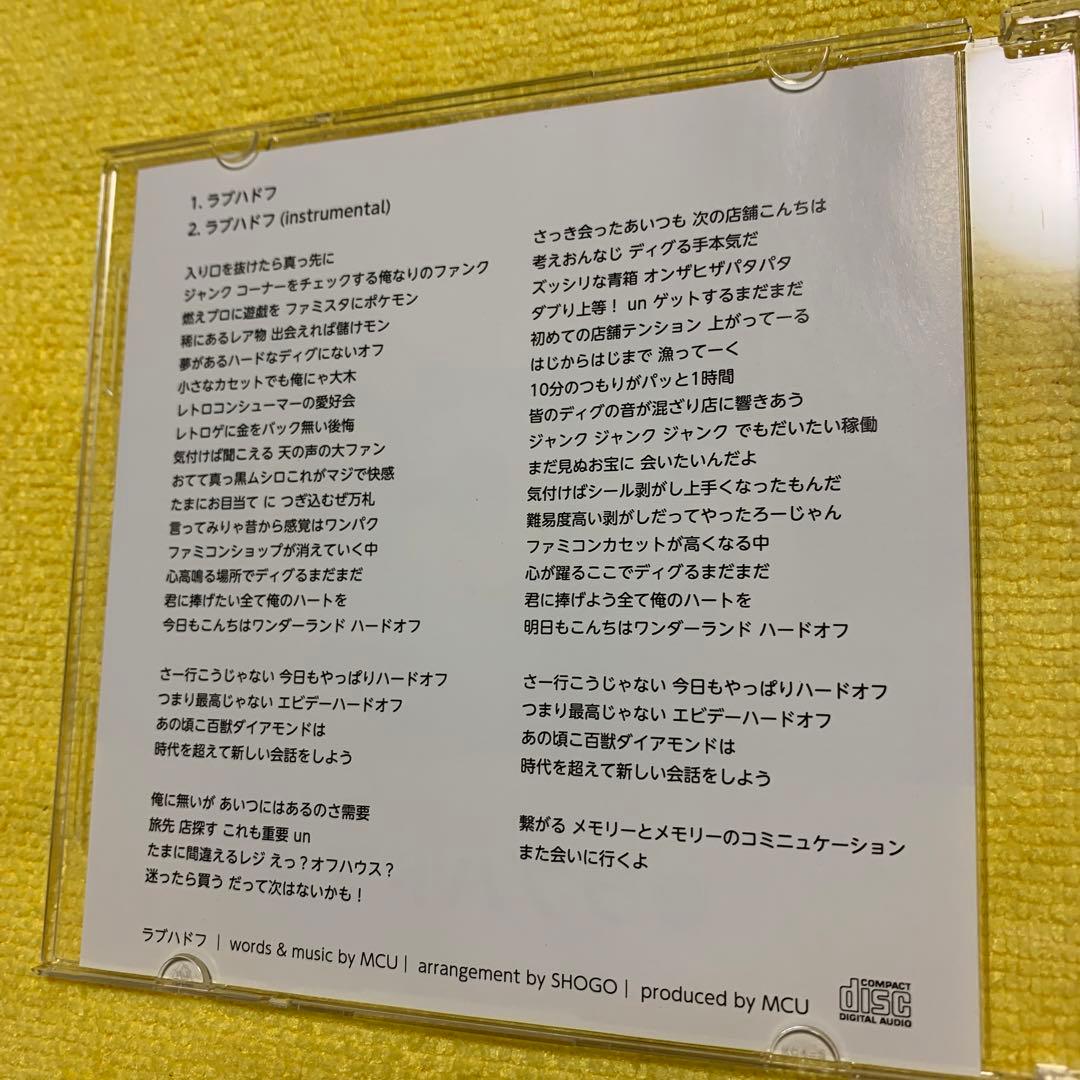 1. ラブハドフ
2. ラブハドフ (instrumental)
入り口を抜けたら真っ先に
ジャンク コーナーをチェックする俺なりのファンク
燃えプロに遊戯を ファミスタにポケモン
稀にあるレア物 出会えれば儲けモン
夢があるハードなディグにないオフ
小さなカセットでも俺にゃ大木
レトロコンシューマーの愛好会
レトロゲに金をバック無い後悔
気付けば聞こえる 天の声の大ファン
おてて真っ黒ムシロこれがマジで快感
たまにお目当て に つぎ込むぜ万札
言ってみりゃ昔から感覚はワンパク
ファミコンショップが消えていく中
心高鳴る場所でディグるまだまだ
君に捧げたい全て俺のハートを
今日もこんちはワンダーランド ハードオフ
さー行こうじゃない 今日もやっぱりハードオフ
つまり最高じゃない エビデーハードオフ
あの頃こ百獣ダイアモンドは
時代を超えて新しい会話をしよう
俺に無いが あいつにはあるのさ需要
旅先 店探す これも重要 un
たまに間違えるレジ えっ？オフハウス？
迷ったら買う だって次はないかも！
さっき会ったあいつも 次の店舗こんちは
考えおんなじ ディグる手本気だ
ズッシリな青箱 オンザヒザパタパタ
ダブり上等！ un ゲットするまだまだ
初めての店舗テンション 上がってーる
はじからはじまで 漁ってーく
10分のつもりがパッと1時間
皆のディグの音が混ざり店に響きあう
ジャンク ジャンク ジャンク でもだいたい稼働
まだ見ぬお宝に 会いたいんだよ
気付けばシール剥がし上手くなったもんだ
難易度高い剥がしだってやったろーじゃん
ファミコンカセットが高くなる中
心が躍るここでディグるまだまだ
君に捧げよう全て俺のハートを
明日もこんちはワンダーランド ハードオフ
さー行こうじゃない 今日もやっぱりハードオフ
つまり最高じゃない エビデーハードオフ
あの頃こ百獣ダイアモンドは
時代を超えて新しい会話をしよう
繋がる メモリーとメモリーのコミニュケーション
また会いに行くよ
ラブハドフ | words & music by MCU | arrangement by SHOGO | produced by MCU
COMPACT
disc
DIGITAL AUDIO